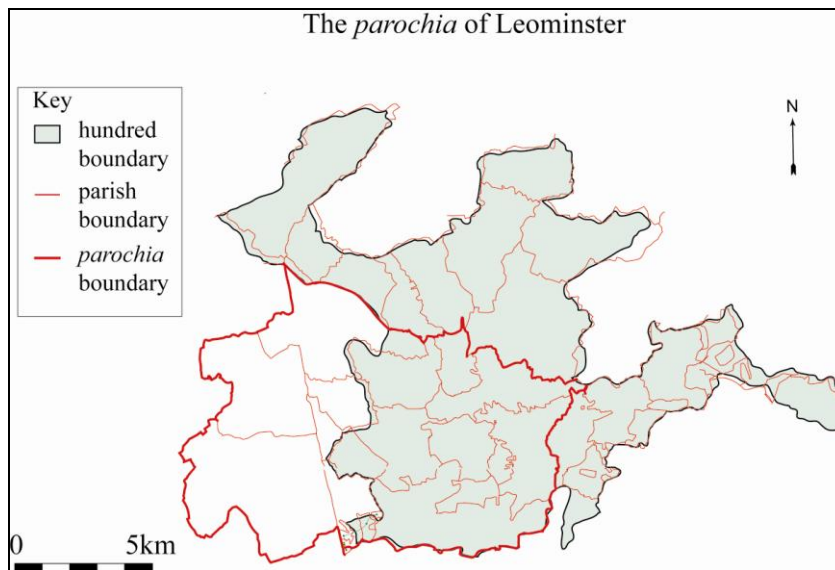 The parochia of Leominster
Key
hundred
boundary
parish
boundary
parochia
boundary
N
0 5km